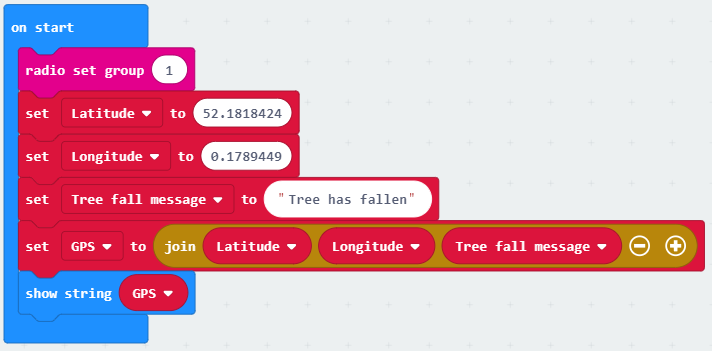 on start
radio set group 1
set Latitude to 52.1818424
set Longitude to 0.1789449
set Tree fall message to "Tree has fallen"
set GPS to join Latitude Longitude Tree fall message
show string GPS